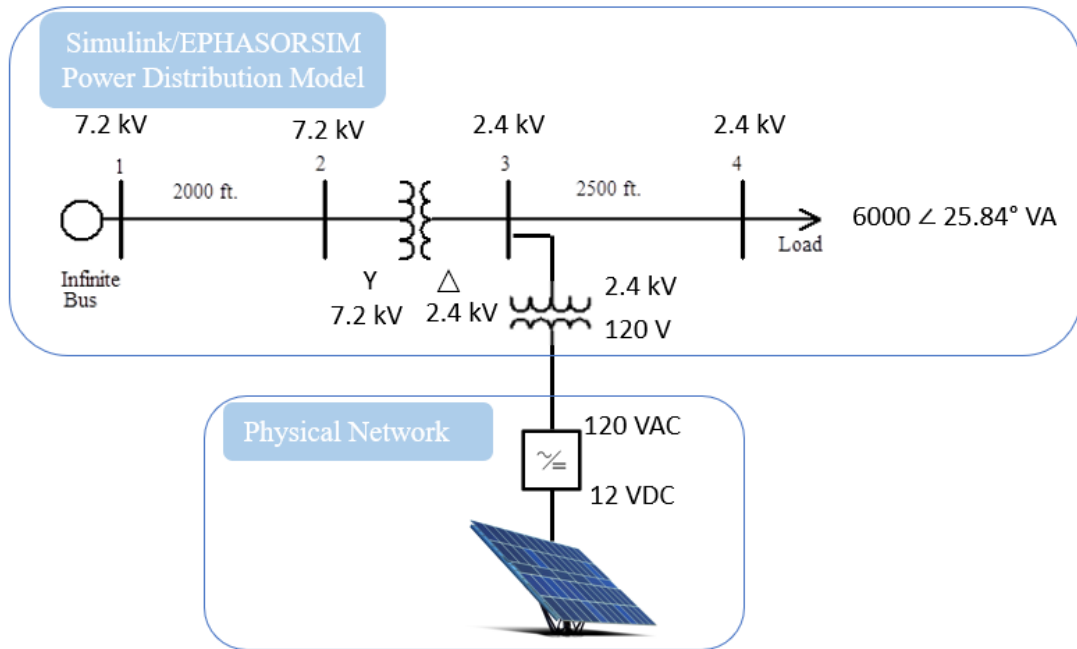 Simulink/EPHASORSIM
Power Distribution Model
7.2 kV
7.2 kV
2.4 kV
2.4 kV
1
2
3
4
2000 ft.
2500 ft.
6000 ∠ 25.84° VA
Load
Infinite
Bus
Y
△
7.2 kV
2.4 kV
2.4 kV
120 V
Physical Network
120 VAC
~/=
12 VDC